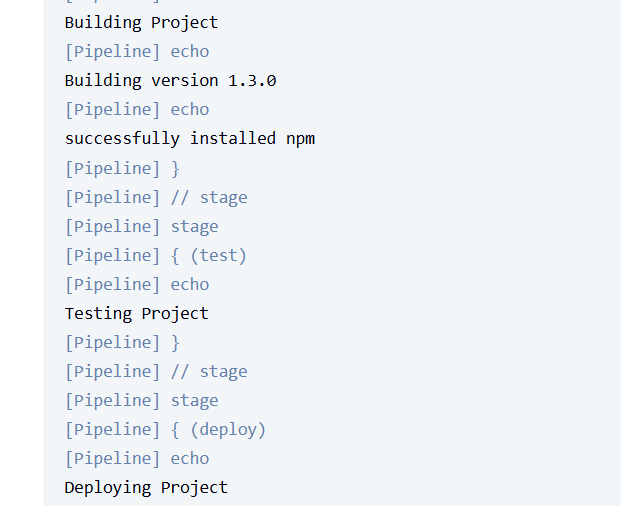 Building Project
[Pipeline] echo
Building version 1.3.0
[Pipeline] echo
successfully installed npm
[Pipeline] }
[Pipeline] // stage
[Pipeline] stage
[Pipeline] { (test)
[Pipeline] echo
Testing Project
[Pipeline] }
[Pipeline] // stage
[Pipeline] stage
[Pipeline] { (deploy)
[Pipeline] echo
Deploying Project